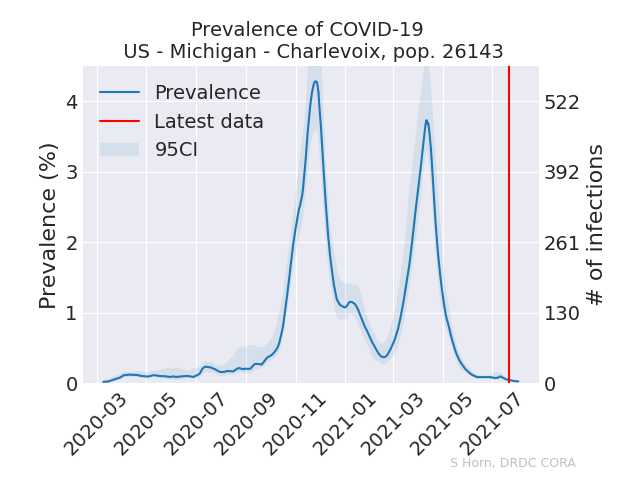 Prevalence of COVID-19
US - Michigan - Charlevoix, pop. 26143
Prevalence
Latest data
95CI
Prevalence (%)
4
3
2
1
0
522
392
261
130
0
# of infections
2020-03
2020-05
2020-07
2020-09
2020-11
2021-01
2021-03
2021-05
2021-07
S Horn, DRDC CORA